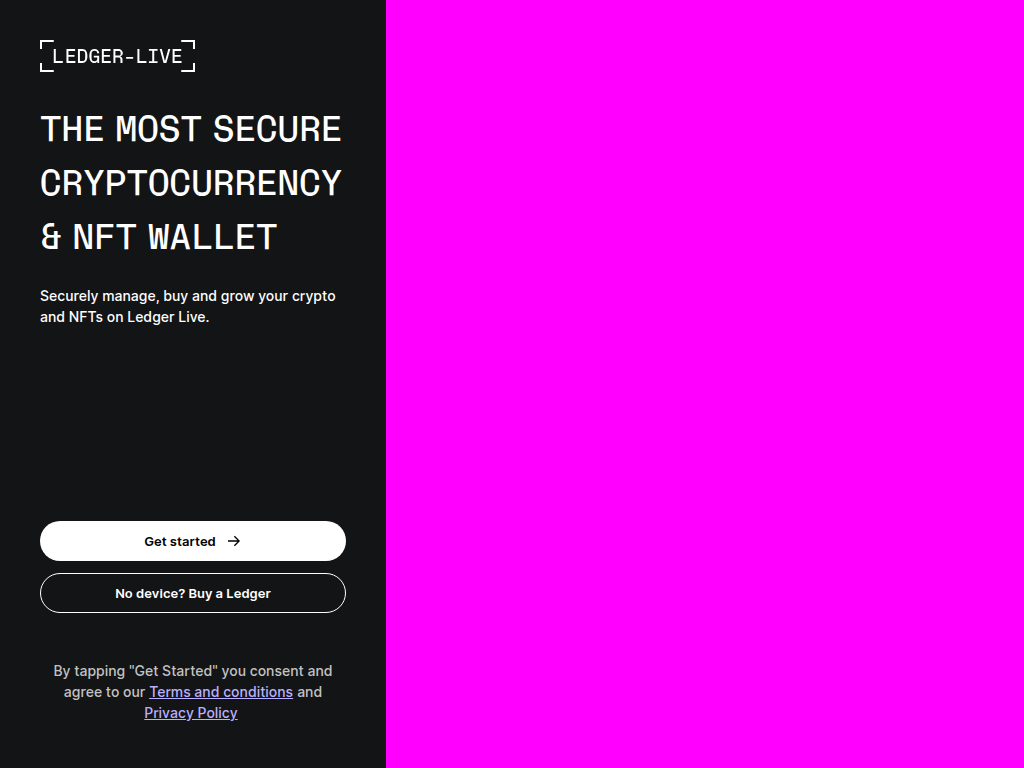 LEDGER-LIVE
THE MOST SECURE
CRYPTOCURRENCY
& NFT WALLET
Securely manage, buy and grow your crypto
and NFTs on Ledger Live.
Get started
No device? Buy a Ledger
By tapping "Get Started" you consent and
agree to our Terms and conditions and
Privacy Policy